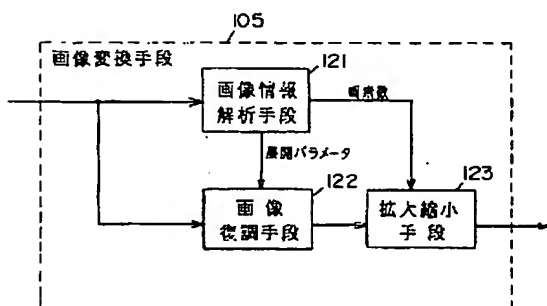 105
画像変換手段
121
画像情報
解析手段
画素数
展開パラメータ
122
123
画像
復調手段
拡大縮小
手段